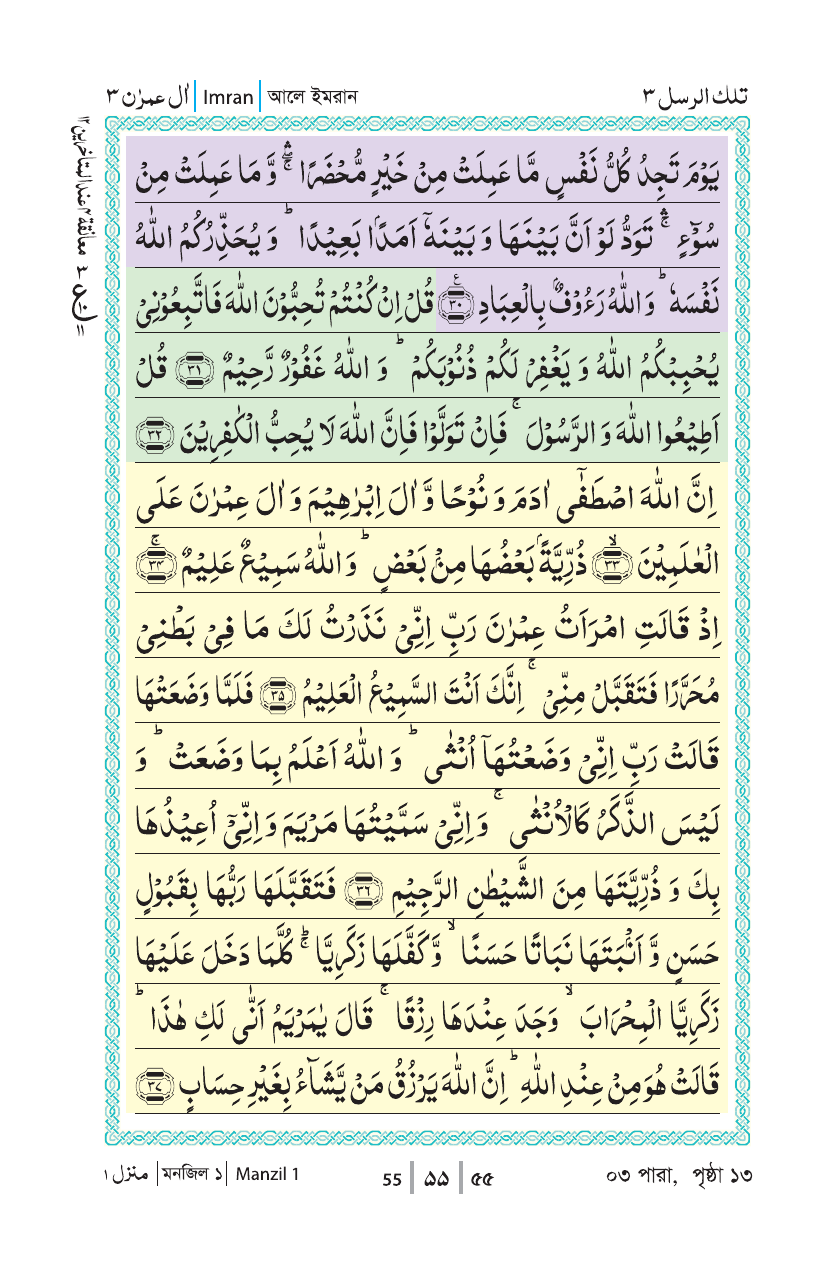 اٰل عمرٰن ٣ | Imran | আলে ইমরান تلك الرسل ٣
معانقة ٣ عند المتأخرين ١٢
يَوْمَ تَجِدُ كُلُّ نَفْسٍ مَّا عَمِلَتْ مِنْ خَيْرٍ مُّحْضَرًا ۛۚ وَّ مَا عَمِلَتْ مِنْ
سُوْٓءٍ ۛۚ تَوَدُّ لَوْ اَنَّ بَيْنَهَا وَ بَيْنَهٗٓ اَمَدًۢا بَعِيْدًا ؕ وَ يُحَذِّرُكُمُ اللّٰهُ
نَفْسَهٗ ؕ وَ اللّٰهُ رَءُوْفٌۢ بِالْعِبَادِ ﴿٣٠﴾ قُلْ اِنْ كُنْتُمْ تُحِبُّوْنَ اللّٰهَ فَاتَّبِعُوْنِيْ
يُحْبِبْكُمُ اللّٰهُ وَ يَغْفِرْ لَكُمْ ذُنُوْبَكُمْ ؕ وَ اللّٰهُ غَفُوْرٌ رَّحِيْمٌ ﴿٣١﴾ قُلْ
اَطِيْعُوا اللّٰهَ وَ الرَّسُوْلَ ۚ فَاِنْ تَوَلَّوْا فَاِنَّ اللّٰهَ لَا يُحِبُّ الْكٰفِرِيْنَ ﴿٣٢﴾
اِنَّ اللّٰهَ اصْطَفٰٓى اٰدَمَ وَ نُوْحًا وَّ اٰلَ اِبْرٰهِيْمَ وَ اٰلَ عِمْرٰنَ عَلَى
الْعٰلَمِيْنَ ﴿ۙ٣٣﴾ ذُرِّيَّةًۢ بَعْضُهَا مِنْۢ بَعْضٍ ؕ وَ اللّٰهُ سَمِيْعٌ عَلِيْمٌ ﴿ۚ٣٤﴾
اِذْ قَالَتِ امْرَاَتُ عِمْرٰنَ رَبِّ اِنِّيْ نَذَرْتُ لَكَ مَا فِيْ بَطْنِيْ
مُحَرَّرًا فَتَقَبَّلْ مِنِّيْ ۚ اِنَّكَ اَنْتَ السَّمِيْعُ الْعَلِيْمُ ﴿٣٥﴾ فَلَمَّا وَضَعَتْهَا
قَالَتْ رَبِّ اِنِّيْ وَضَعْتُهَآ اُنْثٰى ؕ وَ اللّٰهُ اَعْلَمُ بِمَا وَضَعَتْ ؕ وَ
لَيْسَ الذَّكَرُ كَالْاُنْثٰى ۚ وَ اِنِّيْ سَمَّيْتُهَا مَرْيَمَ وَ اِنِّيْٓ اُعِيْذُهَا
بِكَ وَ ذُرِّيَّتَهَا مِنَ الشَّيْطٰنِ الرَّجِيْمِ ﴿٣٦﴾ فَتَقَبَّلَهَا رَبُّهَا بِقَبُوْلٍ
حَسَنٍ وَّ اَنْۢبَتَهَا نَبَاتًا حَسَنًا ۙ وَّ كَفَّلَهَا زَكَرِيَّا ؕۚ كُلَّمَا دَخَلَ عَلَيْهَا
زَكَرِيَّا الْمِحْرَابَ ۙ وَجَدَ عِنْدَهَا رِزْقًا ۚ قَالَ يٰمَرْيَمُ اَنّٰى لَكِ هٰذَا ؕ
قَالَتْ هُوَ مِنْ عِنْدِ اللّٰهِ ؕ اِنَّ اللّٰهَ يَرْزُقُ مَنْ يَّشَآءُ بِغَيْرِ حِسَابٍ ﴿٣٧﴾
منزل ١ | মনজিল ১ | Manzil 1 55 | ۵۵ | ৫৫ ০৩ পারা, পৃষ্ঠা ১৩